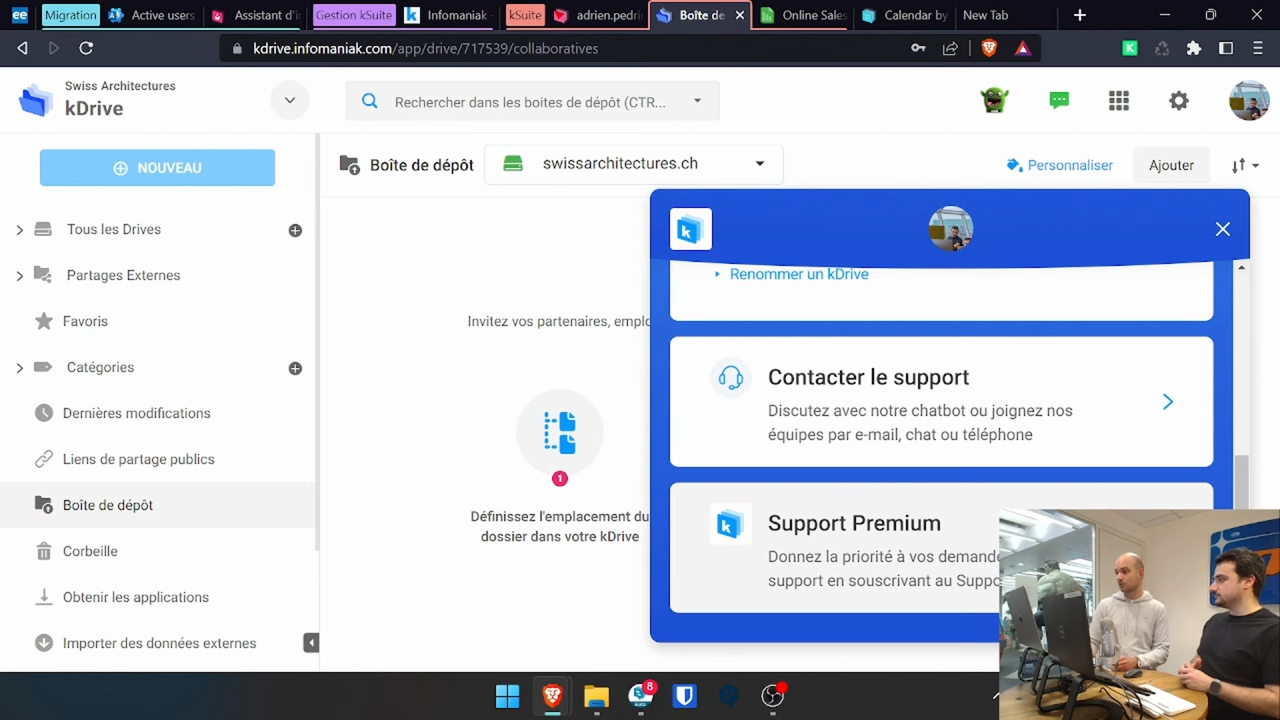 ee
Migration
Active users
Assistant d'i
Gestion kSuite
Infomaniak
kSuite
adrien.pedri
Boîte de
Online Sales
Calendar by
New Tab
kdrive.infomaniak.com/app/drive/717539/collaboratives
Swiss Architectures
kDrive
Rechercher dans les boites de dépôt (CTR...
NOUVEAU
Boîte de dépôt
swissarchitectures.ch
Personnaliser
Ajouter
Tous les Drives
Partages Externes
Favoris
Catégories
Dernières modifications
Liens de partage publics
Boîte de dépôt
Corbeille
Obtenir les applications
Importer des données externes
Invitez vos partenaires, emplo
1
Définissez l'emplacement du
dossier dans votre kDrive
k
Renommer un kDrive
Contacter le support
Discutez avec notre chatbot ou joignez nos
équipes par e-mail, chat ou téléphone
k
Support Premium
Donnez la priorité à vos demande
support en souscrivant au Suppo
8